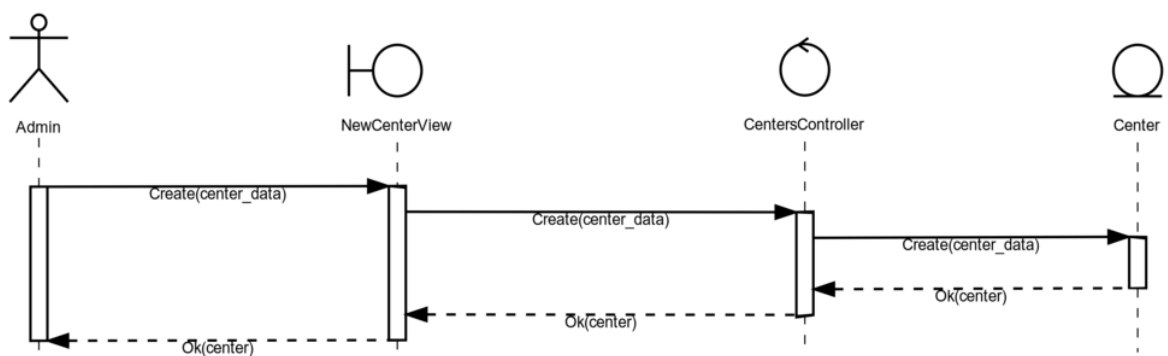 Admin
NewCenterView
CentersController
Center
Create(center_data)
Create(center_data)
Create(center_data)
Ok(center)
Ok(center)
Ok(center)